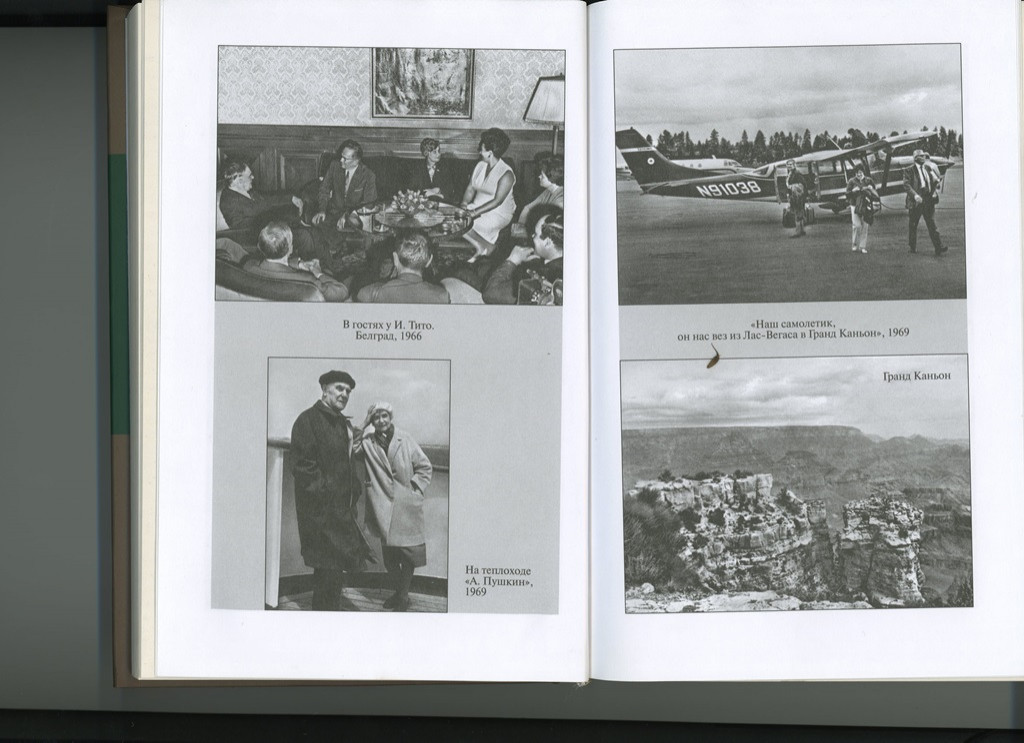 В гостях у И. Тито.
Белград, 1966
На теплоходе
«А. Пушкин»,
1969
N91038
«Наш самолетик,
он нас вез из Лас-Вегаса в Гранд Каньон», 1969
Гранд Каньон